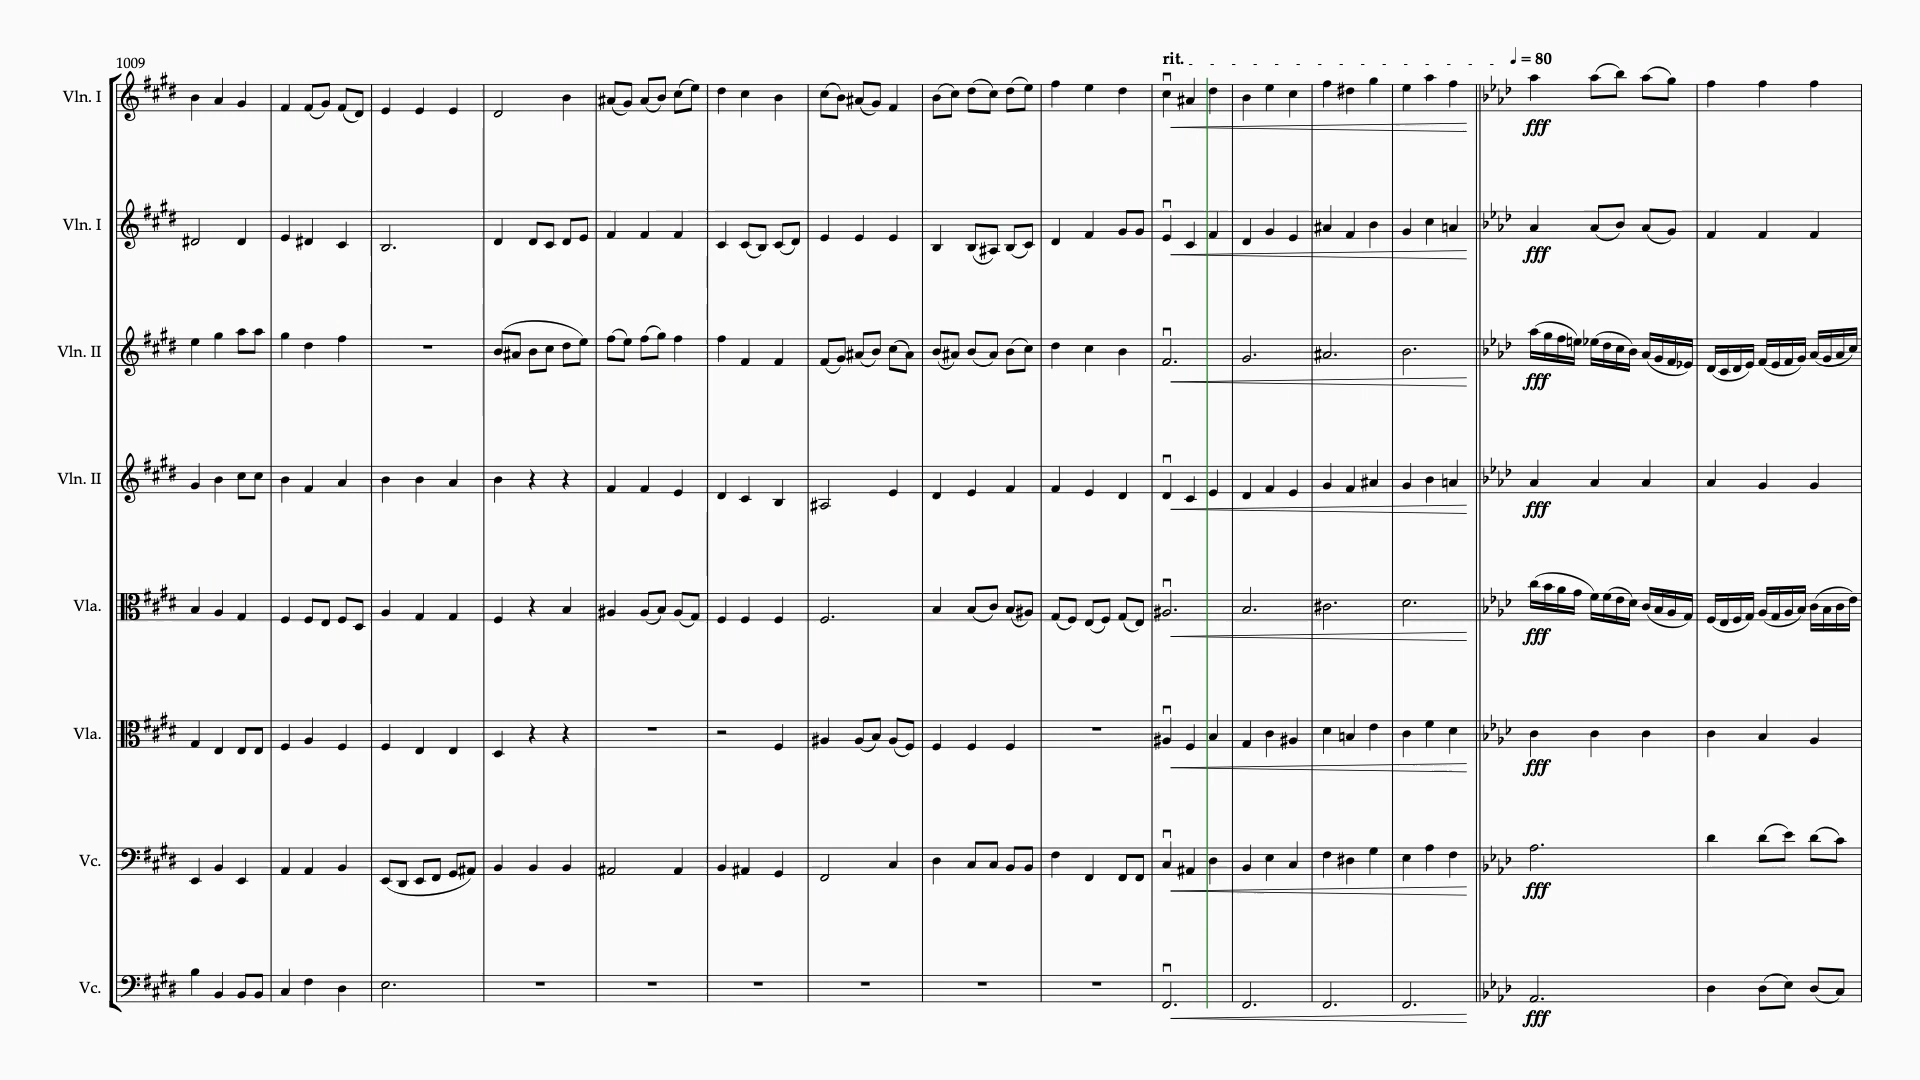 rit. ♩ = 80
1009
Vln. I
fff
Vln. I
fff
Vln. II
fff
Vln. II
fff
Vla.
fff
Vla.
fff
Vc.
fff
Vc.
fff